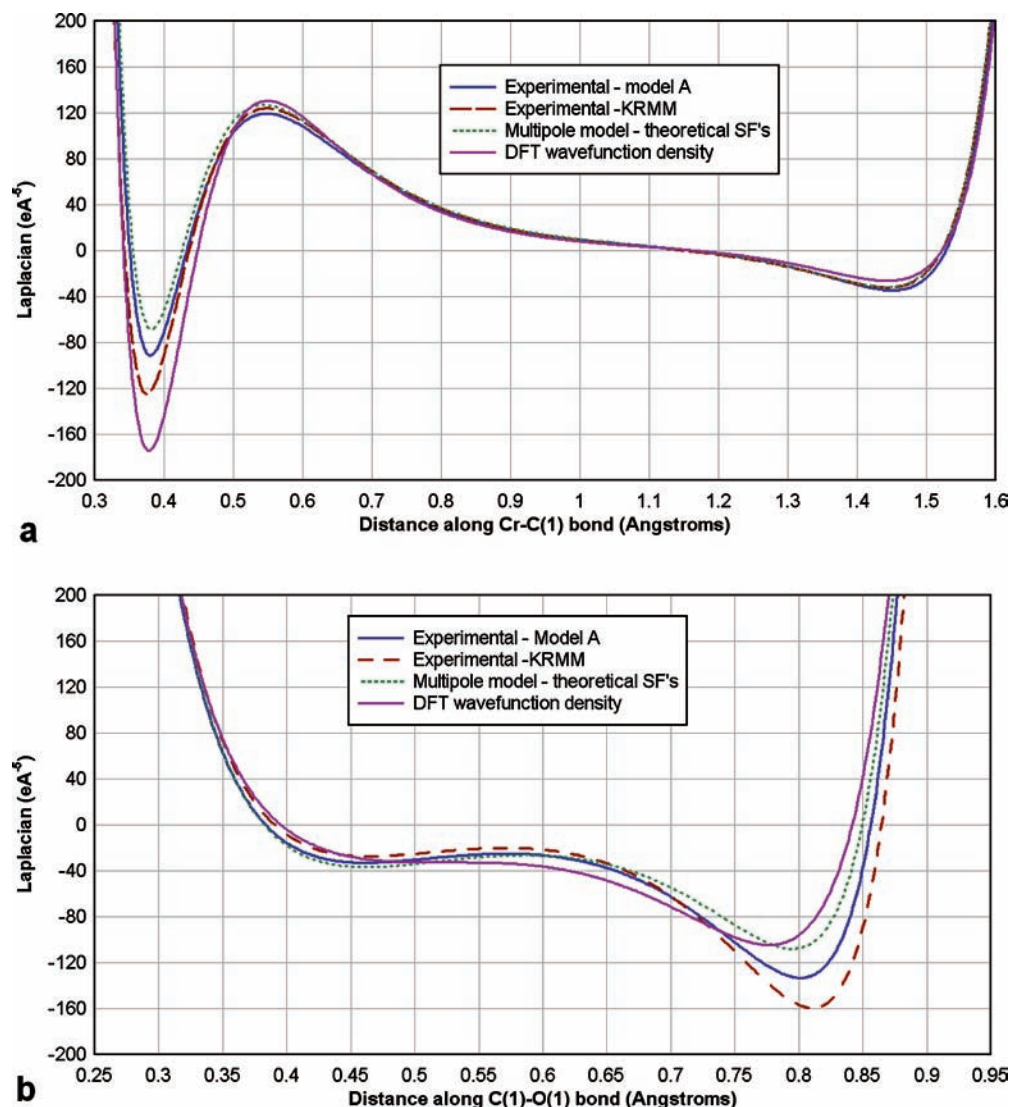 200
160
120
80
40
0
-40
-80
-120
-160
-200
Laplacian (eA⁻⁵)
Experimental - model A
Experimental -KRMM
Multipole model - theoretical SF's
DFT wavefunction density
0.3 0.4 0.5 0.6 0.7 0.8 0.9 1 1.1 1.2 1.3 1.4 1.5 1.6
Distance along Cr-C(1) bond (Angstroms)
a
200
160
120
80
40
0
-40
-80
-120
-160
-200
Laplacian (eA⁻⁵)
Experimental - Model A
Experimental -KRMM
Multipole model - theoretical SF's
DFT wavefunction density
0.25 0.3 0.35 0.4 0.45 0.5 0.55 0.6 0.65 0.7 0.75 0.8 0.85 0.9 0.95
Distance along C(1)-O(1) bond (Angstroms)
b